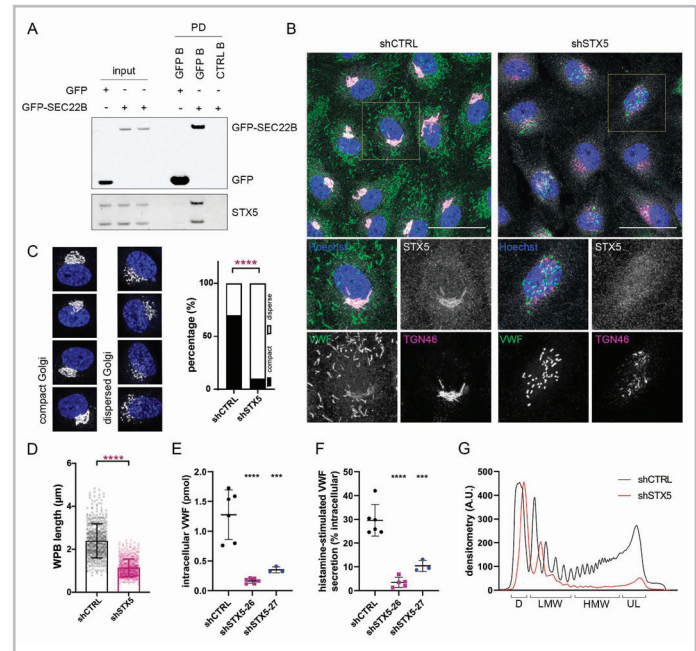 A
PD
input
GFP B
GFP B
CTRL B
GFP
+ +
GFP-SEC22B
+ + + +
GFP-SEC22B
GFP
STX5
B
shCTRL
shSTX5
Hoechst
STX5
Hoechst
STX5
VWF
TGN46
VWF
TGN46
C
compact Golgi
dispersed Golgi
****
percentage (%)
100
50
0
shCTRL
shSTX5
compact
disperse
D
****
WPB length (µm)
6
4
2
0
shCTRL
shSTX5
E
intracellular VWF (pmol)
2.0
1.5
1.0
0.5
0.0
****
***
shCTRL
shSTX5-26
shSTX5-27
F
histamine-stimulated VWF
secretion (% intracellular)
50
40
30
20
10
0
****
***
shCTRL
shSTX5-26
shSTX5-27
G
densitometry (A.U.)
500
400
300
200
100
0
shCTRL
shSTX5
D
LMW
HMW
UL